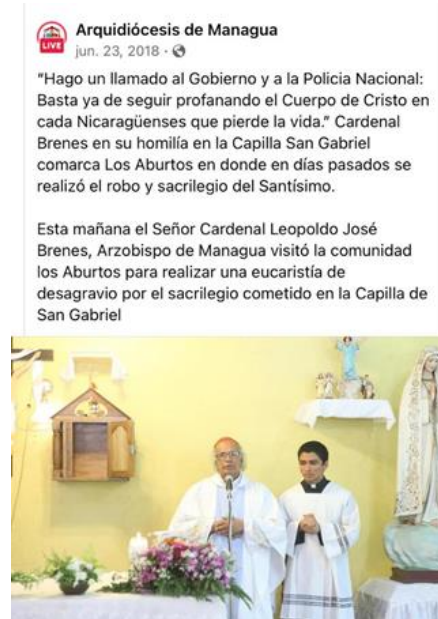 Arquidiócesis de Managua
LIVE
jun. 23, 2018 ·
"Hago un llamado al Gobierno y a la Policia Nacional:
Basta ya de seguir profanando el Cuerpo de Cristo en
cada Nicaragüenses que pierde la vida." Cardenal
Brenes en su homilía en la Capilla San Gabriel
comarca Los Aburtos en donde en días pasados se
realizó el robo y sacrilegio del Santísimo.
Esta mañana el Señor Cardenal Leopoldo José
Brenes, Arzobispo de Managua visitó la comunidad
los Aburtos para realizar una eucaristía de
desagravio por el sacrilegio cometido en la Capilla de
San Gabriel